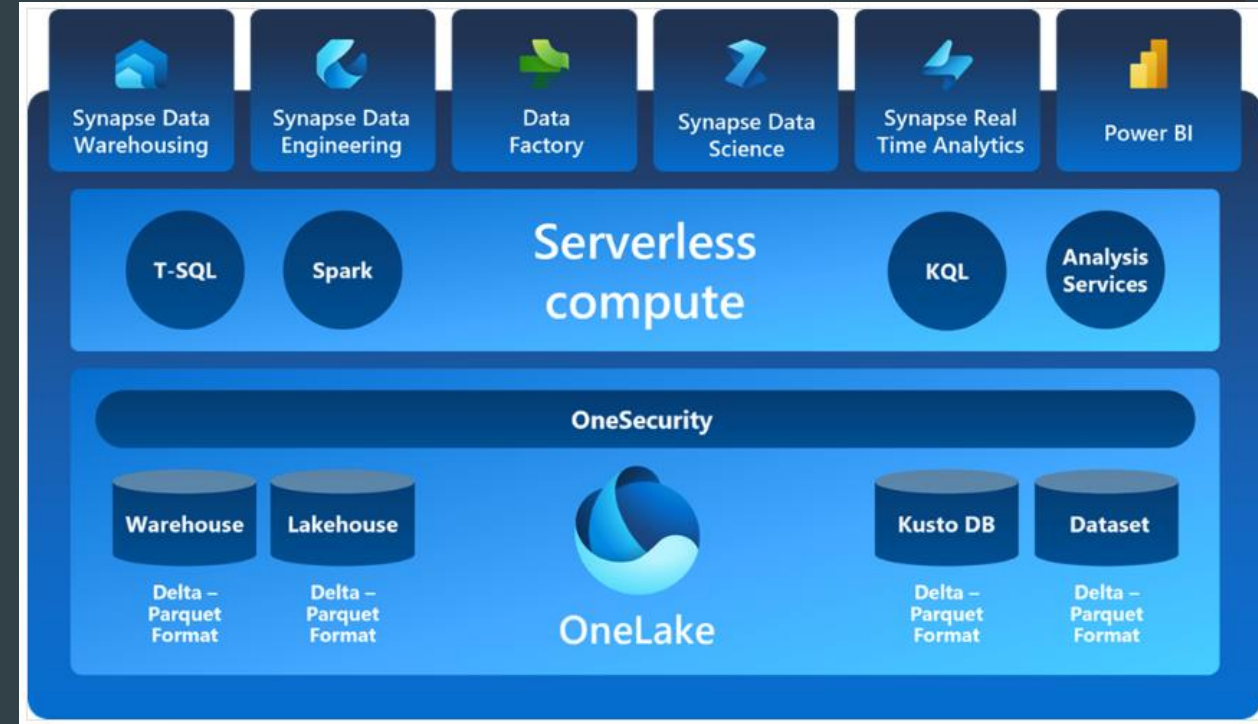 Synapse Data
Warehousing
Synapse Data
Engineering
Data
Factory
Synapse Data
Science
Synapse Real
Time Analytics
Power BI
T-SQL
Spark
Serverless
compute
KQL
Analysis
Services
OneSecurity
Warehouse
Lakehouse
Kusto DB
Dataset
Delta –
Parquet
Format
Delta –
Parquet
Format
OneLake
Delta –
Parquet
Format
Delta –
Parquet
Format